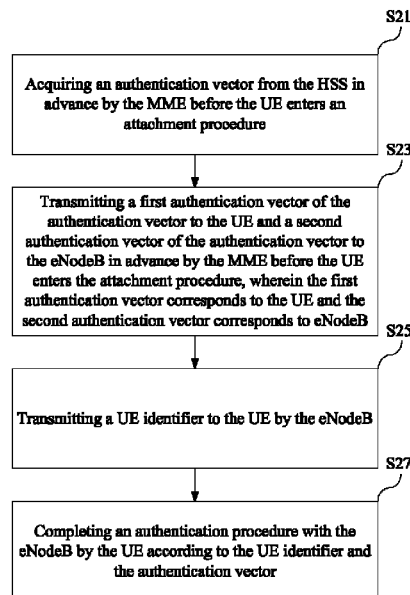 S21
Acquiring an authentication vector from the HSS in
advance by the MME before the UE enters an
attachment procedure
S23
Transmitting a first authentication vector of the
authentication vector to the UE and a second
authentication vector of the authentication vector to
the eNodeB in advance by the MME before the UE
enters the attachment procedure, wherein the first
authentication vector corresponds to the UE and the
second authentication vector corresponds to eNodeB
S25
Transmitting a UE identifier to the UE by the eNodeB
S27
Completing an authentication procedure with the
eNodeB by the UE according to the UE identifier and
the authentication vector